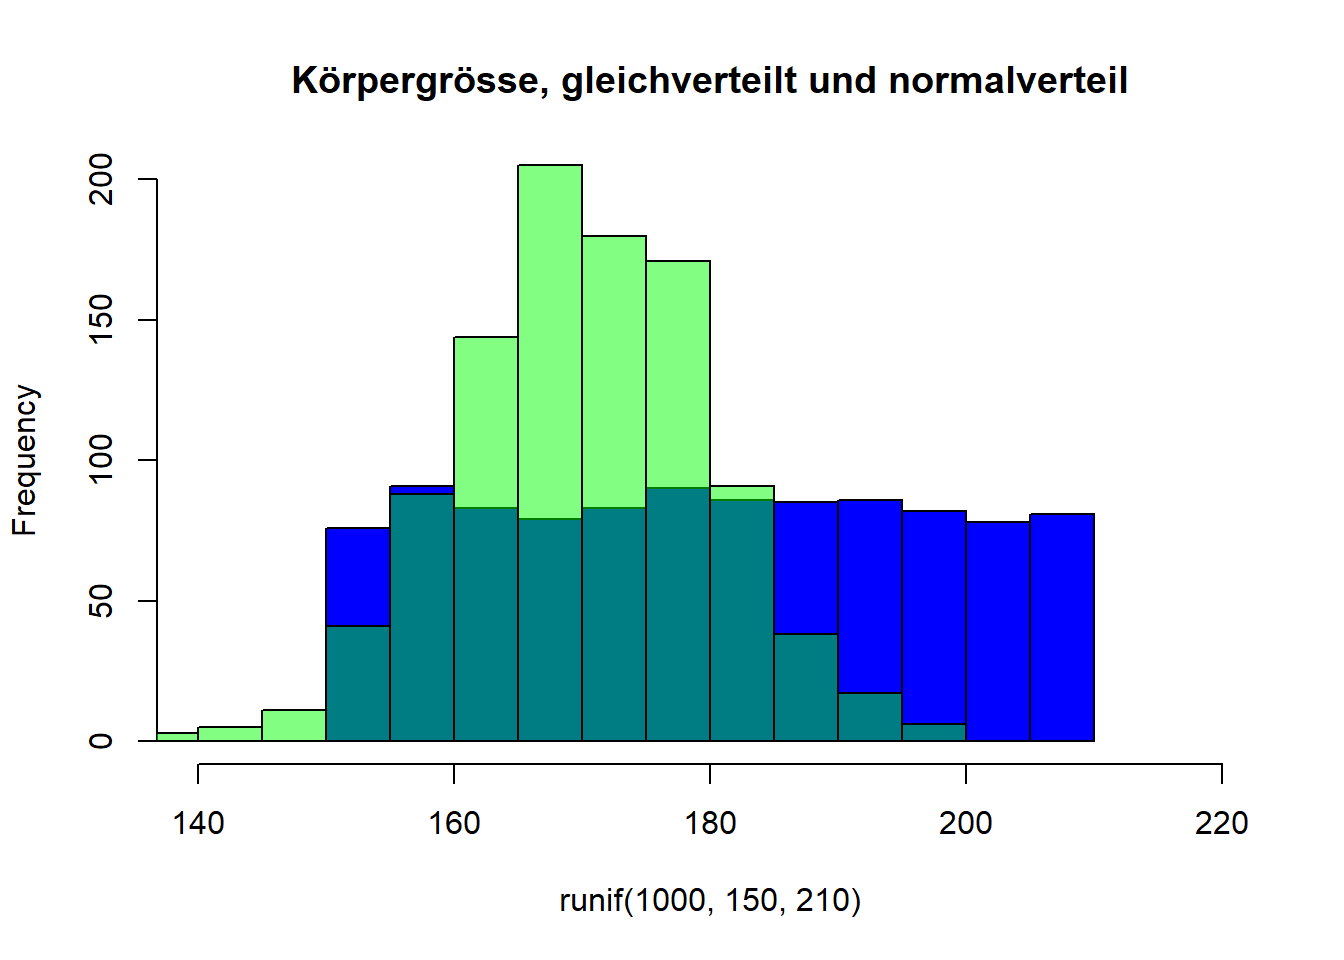 Körpergrösse, gleichverteilt und normalverteil
Frequency
200
150
100
50
0
140 160 180 200 220
runif(1000, 150, 210)